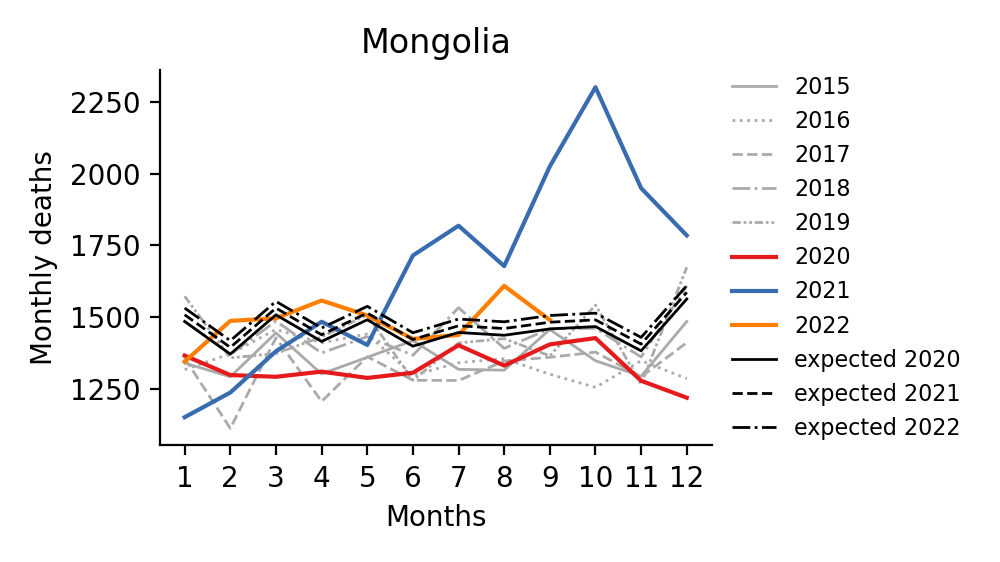 Mongolia
Monthly deaths
2250
2000
1750
1500
1250
1 2 3 4 5 6 7 8 9 10 11 12
Months
2015
2016
2017
2018
2019
2020
2021
2022
expected 2020
expected 2021
expected 2022